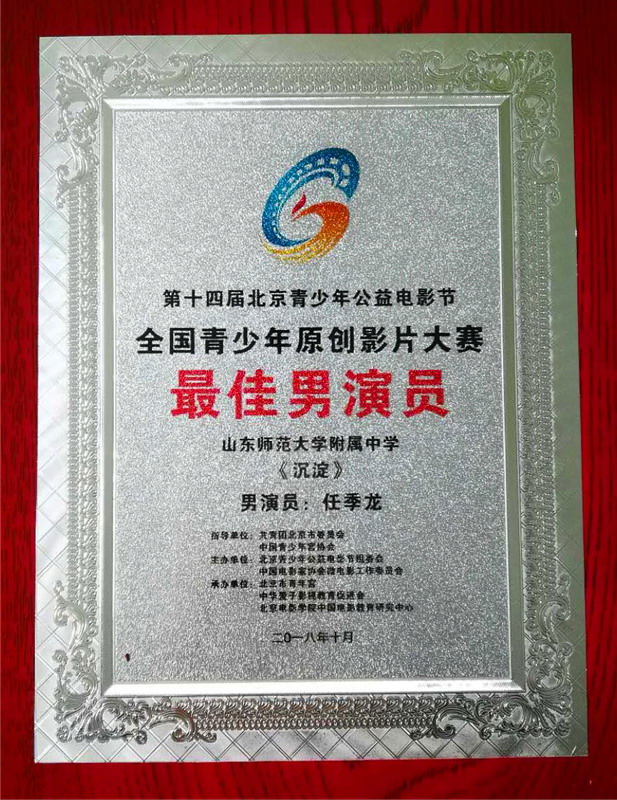 第十四届北京青少年公益电影节
全国青少年原创影片大赛
最佳男演员
山东师范大学附属中学
《沉淀》
男演员：任季龙
指导单位：共青团北京市委员会
中国青少年宫协会
主办单位：北京青少年公益电影节组委会
中国电影家协会微电影工作委员会
承办单位：北京市青年宫
中华爱子影视教育促进会
北京电影学院中国电影教育研究中心
二〇一八年十月